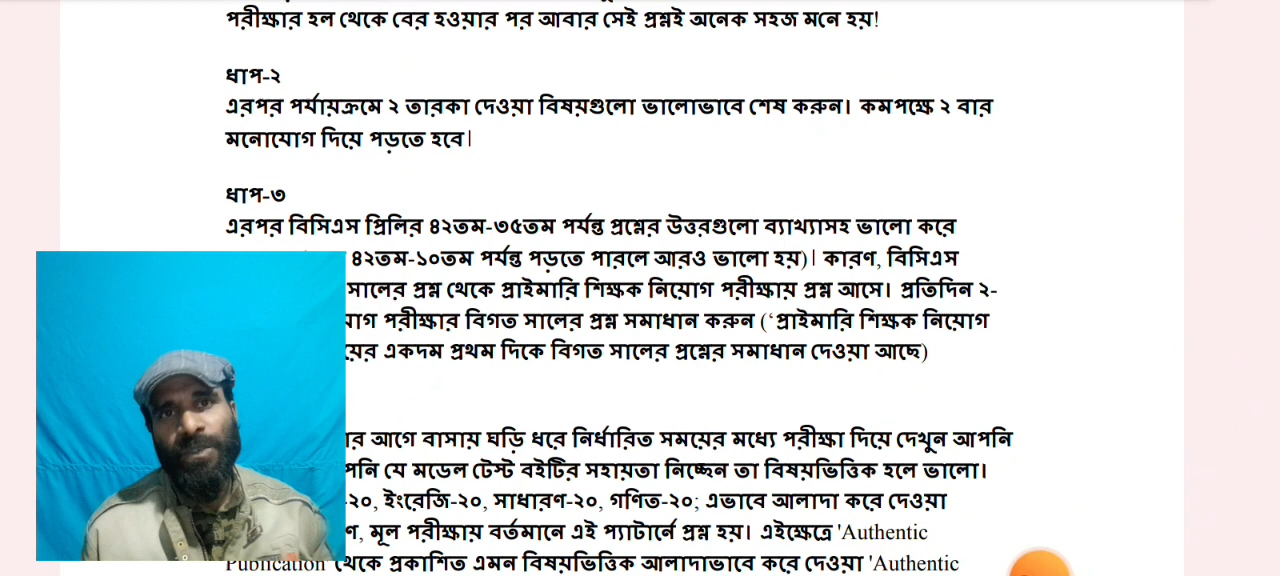 পরীক্ষার হল থেকে বের হওয়ার পর আবার সেই প্রশ্নই অনেক সহজ মনে হয়!
ধাপ-২
এরপর পর্যায়ক্রমে ২ তারকা দেওয়া বিষয়গুলো ভালোভাবে শেষ করুন। কমপক্ষে ২ বার
মনোযোগ দিয়ে পড়তে হবে।
ধাপ-৩
এরপর বিসিএস প্রিলির ৪২তম-৩৫তম পর্যন্ত প্রশ্নের উত্তরগুলো ব্যাখ্যাসহ ভালো করে
৪২তম-১০তম পর্যন্ত পড়তে পারলে আরও ভালো হয়)। কারণ, বিসিএস
সালের প্রশ্ন থেকে প্রাইমারি শিক্ষক নিয়োগ পরীক্ষায় প্রশ্ন আসে। প্রতিদিন ২-
পরীক্ষার বিগত সালের প্রশ্ন সমাধান করুন (‘প্রাইমারি শিক্ষক নিয়োগ
একদম প্রথম দিকে বিগত সালের প্রশ্নের সমাধান দেওয়া আছে)
আগে বাসায় ঘড়ি ধরে নির্ধারিত সময়ের মধ্যে পরীক্ষা দিয়ে দেখুন আপনি
যে মডেল টেস্ট বইটির সহায়তা নিচ্ছেন তা বিষয়ভিত্তিক হলে ভালো।
-২০, ইংরেজি-২০, সাধারণ-২০, গণিত-২০; এভাবে আলাদা করে দেওয়া
মূল পরীক্ষায় বর্তমানে এই প্যাটার্নে প্রশ্ন হয়। এইক্ষেত্রে 'Authentic
Publication থেকে প্রকাশিত এমন বিষয়ভিত্তিক আলাদাভাবে করে দেওয়া 'Authentic